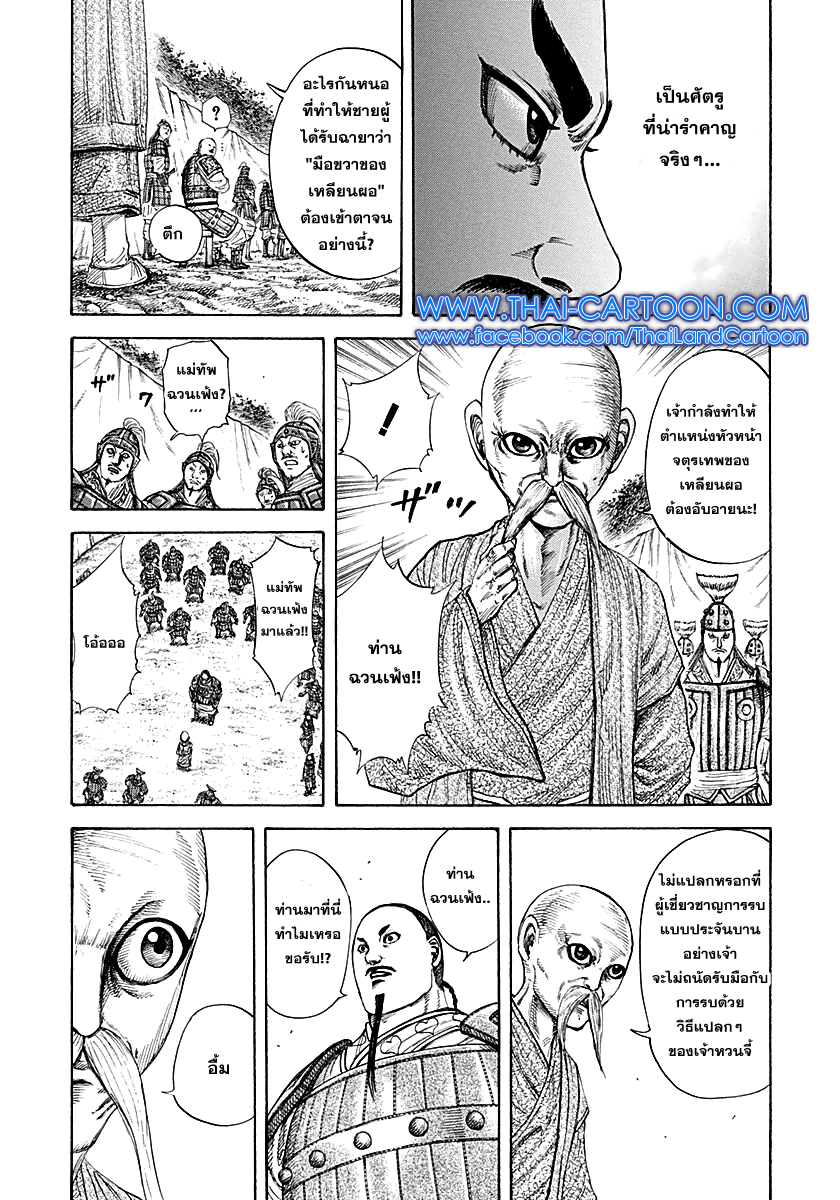 เป็นศัตรู
ที่น่ารำคาญ
จริงๆ...
อะไรกันหนอ
ที่ทำให้ชายผู้
ได้รับฉายาว่า
"มือขวาของ
เหลียนผอ"
ต้องเข้าตาจน
อย่างนี้?
?
ตึก
WWW.THAI-CARTOON.COM
www.facebook.com/ThaiLandCartoon
เจ้ากำลังทำให้
ตำแหน่งหัวหน้า
จตุรเทพของ
เหลียนผอ
ต้องอับอายนะ!
!
ザッ
ท่าน
ฉวนเฟ้ง!!
แม่ทัพ
ฉวนเฟ้ง?
...
แม่ทัพ
ฉวนเฟ้ง
มาแล้ว!!
โอ้ออออ
ไม่แปลกหรอกที่
ผู้เชี่ยวชาญการรบ
แบบประจันบาน
อย่างเจ้า
จะไม่ถนัดรับมือกับ
การรบด้วย
วิธีแปลกๆ
ของเจ้าหวนจี้
ท่าน
ฉวนเฟ้ง..
ท่านมาที่นี่
ทำไมเหรอ
ขอรับ!?
อื้ม